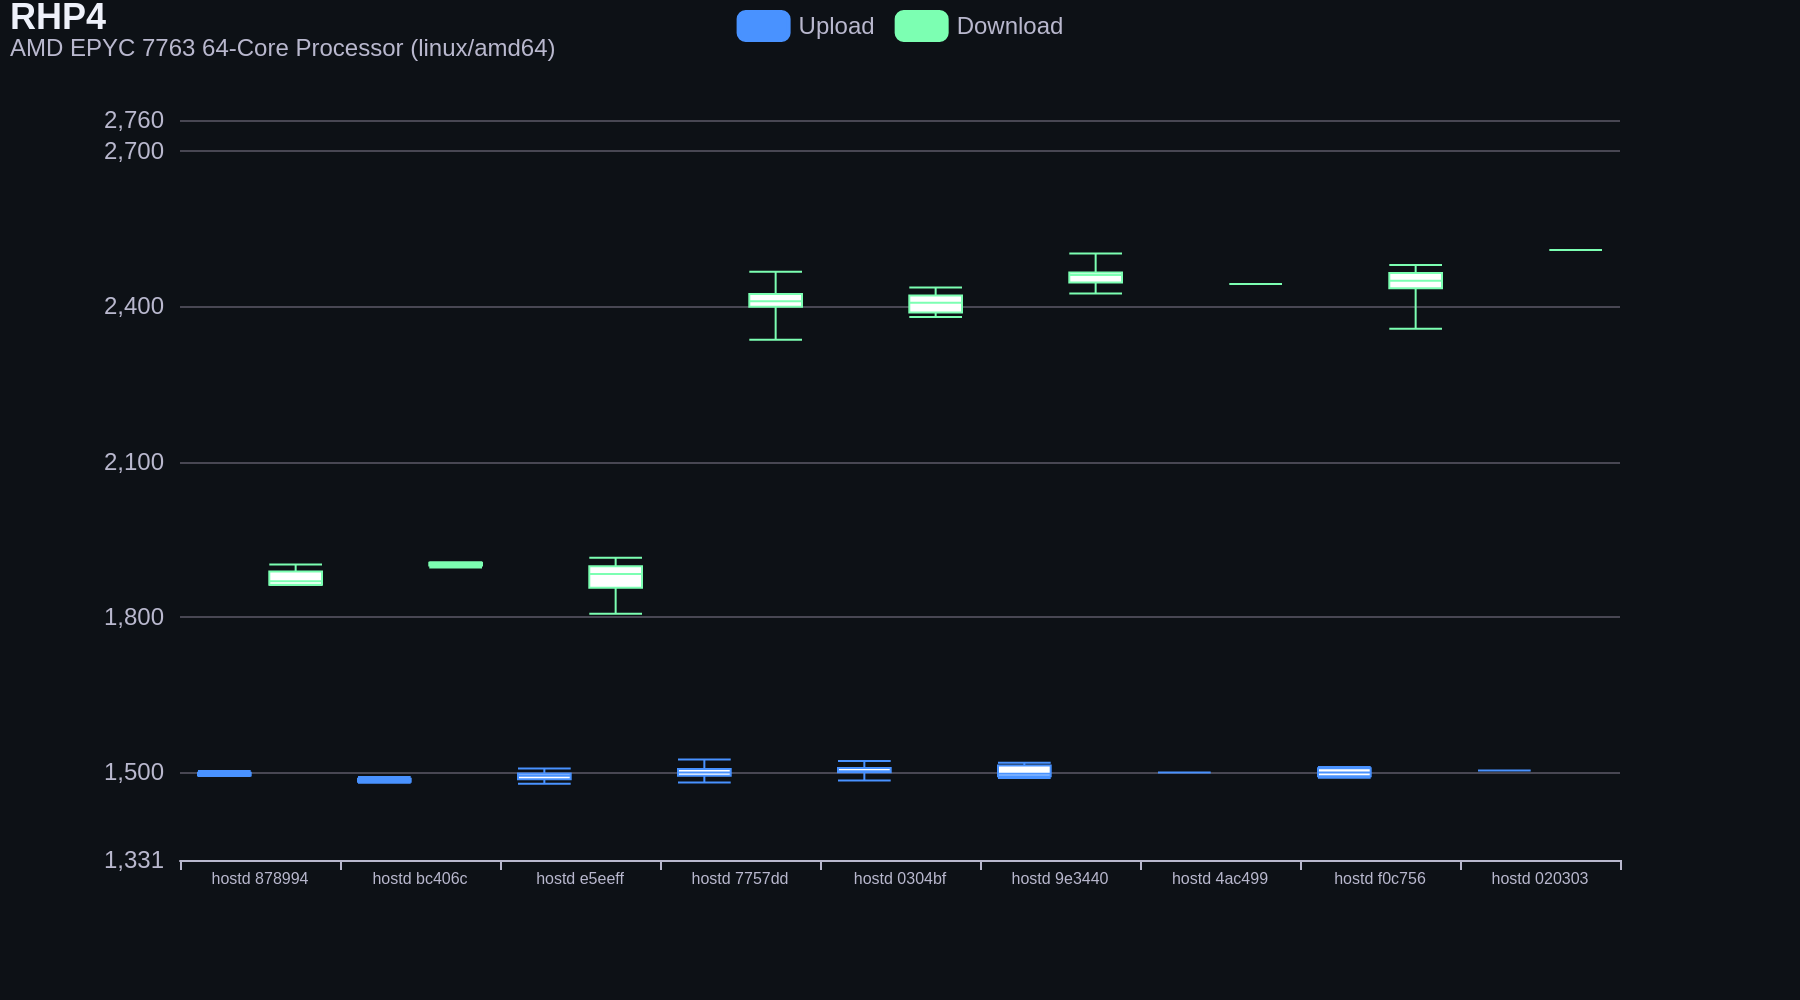 RHP4
AMD EPYC 7763 64-Core Processor (linux/amd64)
Upload Download
2,760
2,700
2,400
2,100
1,800
1,500
1,331
hostd 878994 hostd bc406c hostd e5eeff hostd 7757dd hostd 0304bf hostd 9e3440 hostd 4ac499 hostd f0c756 hostd 020303